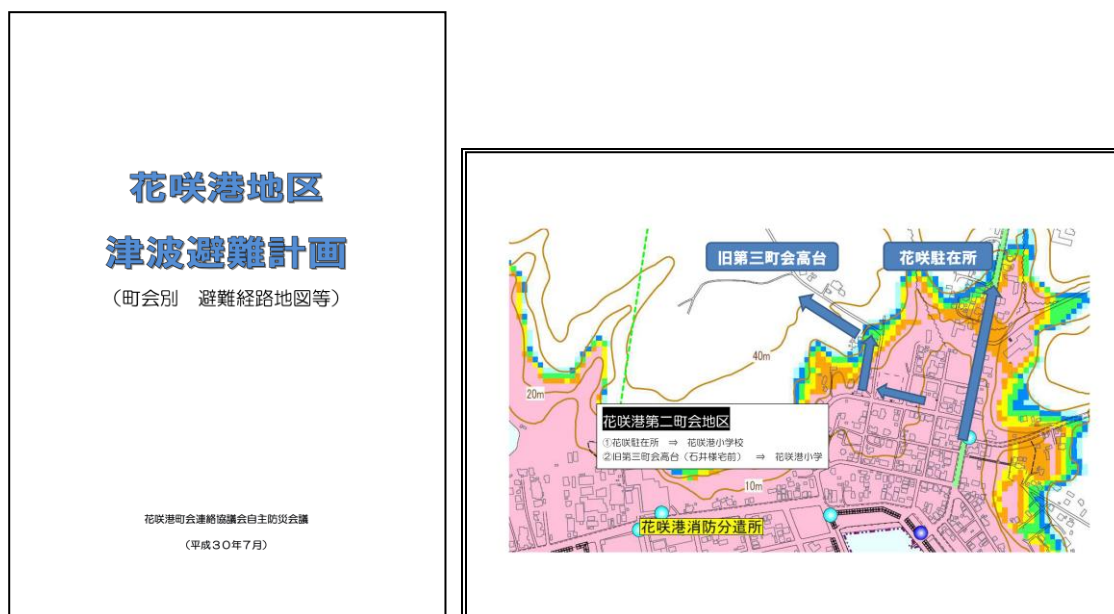 花咲港地区
津波避難計画
（町会別　避難経路地図等）
花咲港町会連絡協議会自主防災会議
（平成３０年７月）
旧第三町会高台
花咲駐在所
40m
20m
花咲港第二町会地区
①花咲駐在所　⇒　花咲港小学校
②旧第三町会高台（石井様宅前）　⇒　花咲港小学
10m
花咲港消防分遣所